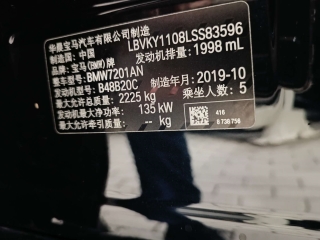 华晨宝马汽车有限公司制造
制造国：中国 LBVKY1108LSS83596
品牌：宝马(BMW)牌 发动机排量：1998 mL
整车型号：BMW7201AN
发动机型号：B48B20C 制造年月：2019-10
最大允许总质量：2225 kg 乘坐人数：5
发动机最大净功率：135 kW
最大允许牵引质量：-- kg
416
8 738 756